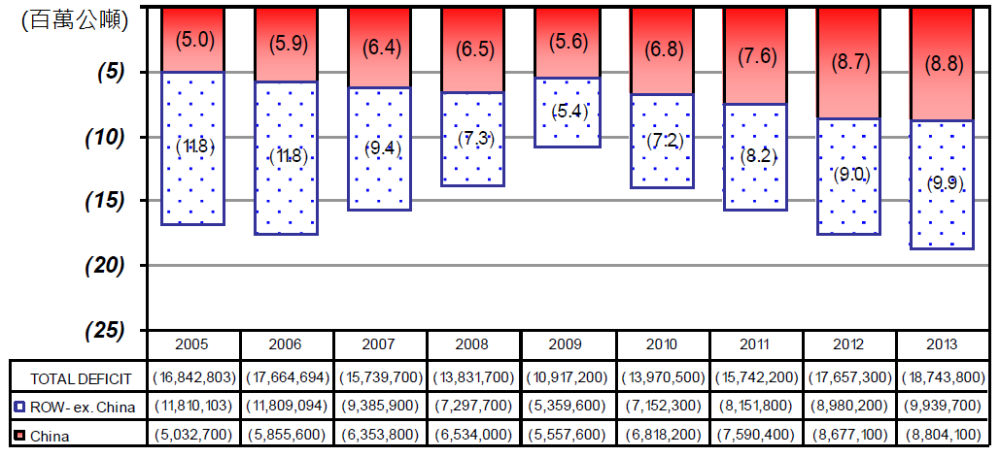 (百萬公噸)
(5.0) (5.9) (6.4) (6.5) (5.6) (6.8) (7.6) (8.7) (8.8)
(5)
(11.8) (11.8) (9.4) (7.3) (5.4) (7.2) (8.2) (9.0) (9.9)
(10)
(15)
(20)
(25)
2005 2006 2007 2008 2009 2010 2011 2012 2013
TOTAL DEFICIT (16,842,803) (17,664,694) (15,739,700) (13,831,700) (10,917,200) (13,970,500) (15,742,200) (17,657,300) (18,743,800)
ROW- ex. China (11,810,103) (11,809,094) (9,385,900) (7,297,700) (5,359,600) (7,152,300) (8,151,800) (8,980,200) (9,939,700)
China (5,032,700) (5,855,600) (6,353,800) (6,534,000) (5,557,600) (6,818,200) (7,590,400) (8,677,100) (8,804,100)